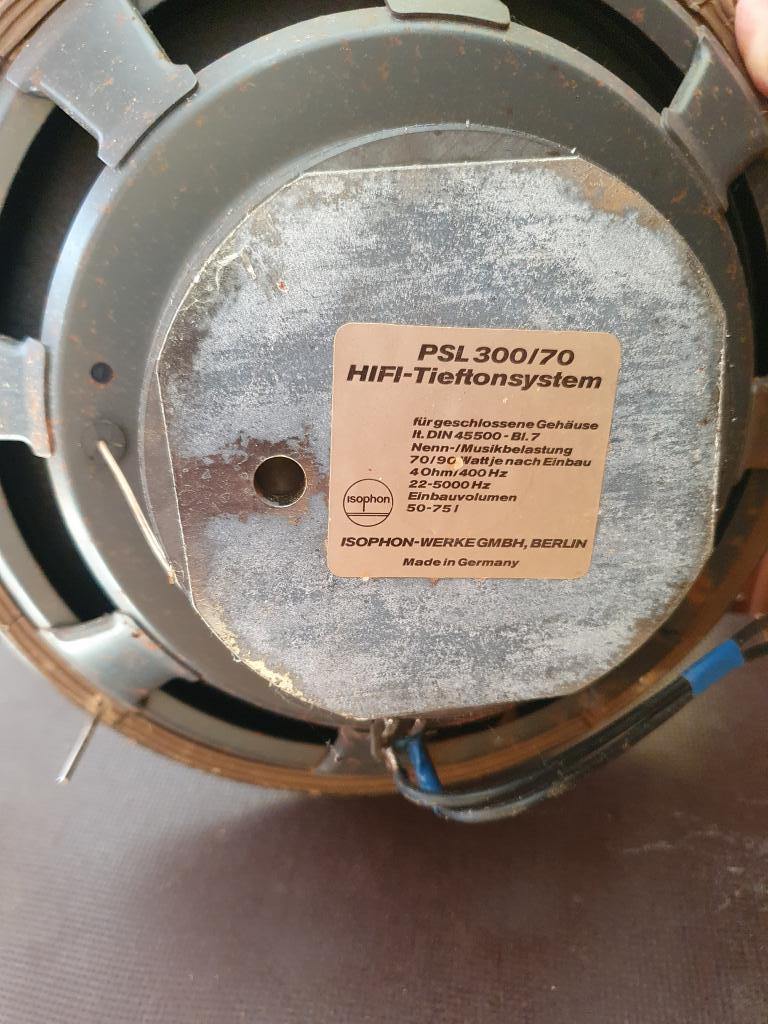 PSL 300/70
HIFI-Tieftonsystem
für geschlossene Gehäuse
lt. DIN 45500 - Bl. 7
Nenn-/Musikbelastung
70/90 Watt je nach Einbau
4 Ohm/400 Hz
22-5000 Hz
Einbauvolumen
50-75 l
isophon
ISOPHON-WERKE GMBH, BERLIN
Made in Germany